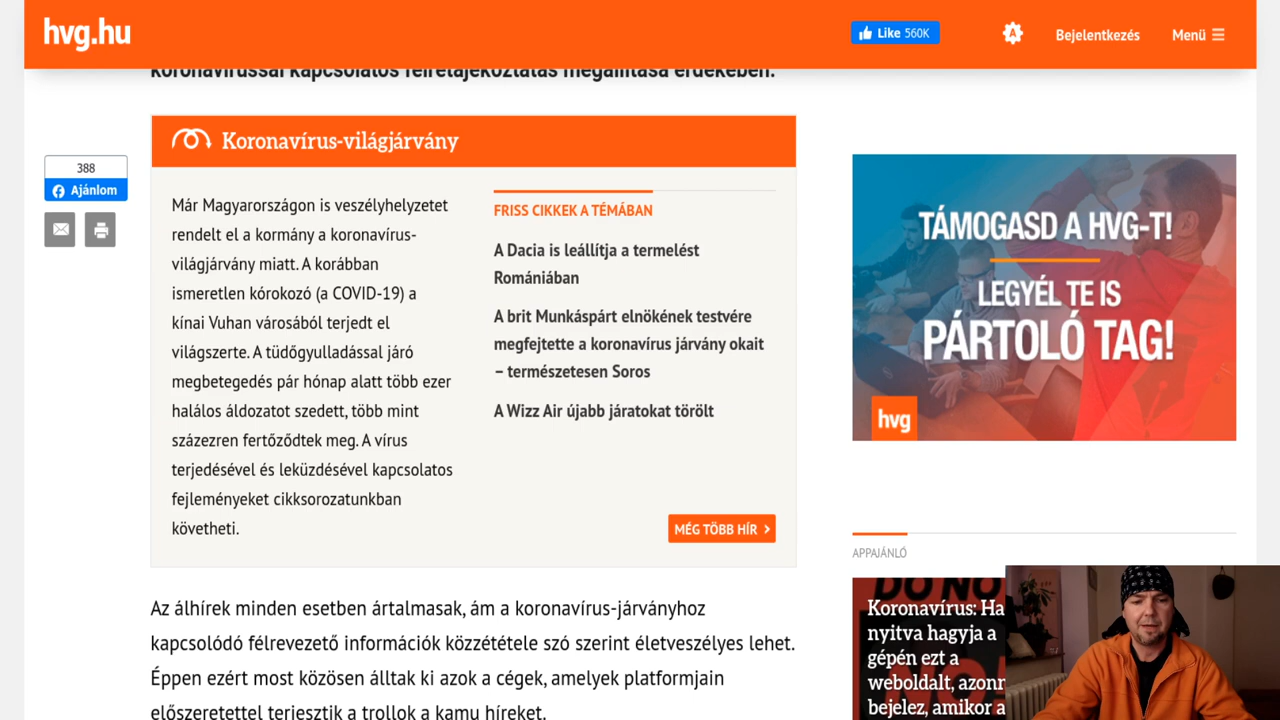 hvg.hu
Like 560K
A
Bejelentkezés
Menü
koronavírussal kapcsolatos félretájékoztatás megállítása érdekében.
388
Ajánlom
Koronavírus-világjárvány
Már Magyarországon is veszélyhelyzetet
rendelt el a kormány a koronavírus-
világjárvány miatt. A korábban
ismeretlen kórokozó (a COVID-19) a
kínai Vuhan városából terjedt el
világszerte. A tüdőgyulladással járó
megbetegedés pár hónap alatt több ezer
halálos áldozatot szedett, több mint
százezren fertőződtek meg. A vírus
terjedésével és leküzdésével kapcsolatos
fejleményeket cikksorozatunkban
követheti.
FRISS CIKKEK A TÉMÁBAN
A Dacia is leállítja a termelést
Romániában
A brit Munkáspárt elnökének testvére
megfejtette a koronavírus járvány okait
– természetesen Soros
A Wizz Air újabb járatokat törölt
MÉG TÖBB HÍR
Az álhírek minden esetben ártalmasak, ám a koronavírus-járványhoz
kapcsolódó félrevezető információk közzététele szó szerint életveszélyes lehet.
Éppen ezért most közösen álltak ki azok a cégek, amelyek platformjain
előszeretettel terjesztik a trollok a kamu híreket.
TÁMOGASD A HVG-T!
LEGYÉL TE IS
PÁRTOLÓ TAG!
hvg
APPAJÁNLÓ
DO NO
Koronavírus: Ha
nyitva hagyja a
gépén ezt a
weboldalt, azonn
bejelez, amikor a